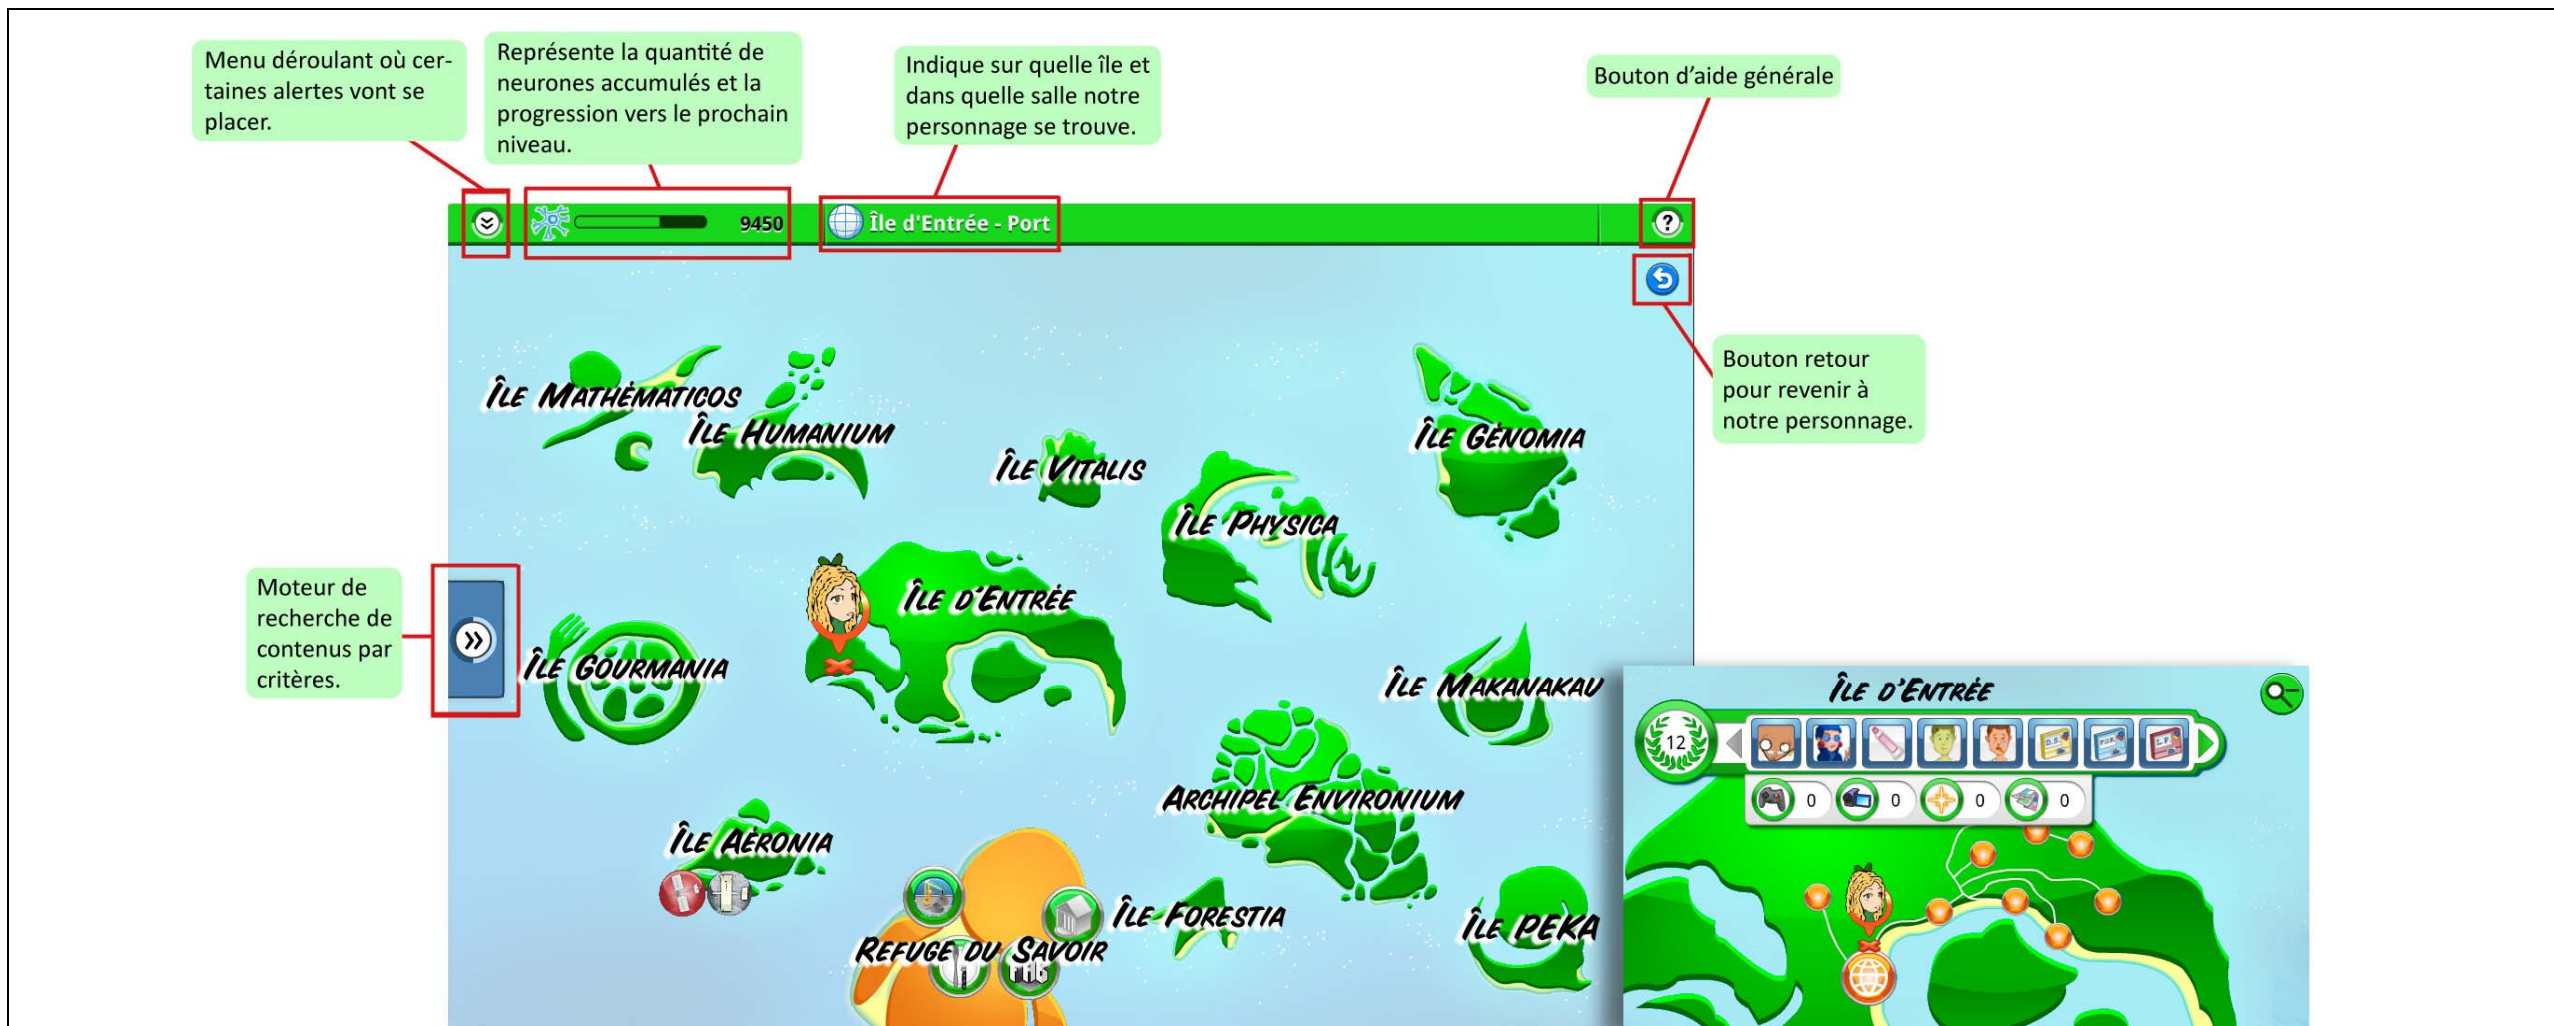 Menu déroulant où cer-
taines alertes vont se
placer.
Représente la quantité de
neurones accumulés et la
progression vers le prochain
niveau.
Indique sur quelle île et
dans quelle salle notre
personnage se trouve.
Bouton d'aide générale
9450
Île d'Entrée - Port
?
Bouton retour
pour revenir à
notre personnage.
ÎLE MATHÉMATICOS
ÎLE HUMANIUM
ÎLE VITALIS
ÎLE GÉNOMIA
ÎLE PHYSICA
Moteur de
recherche de
contenus par
critères.
ÎLE D'ENTRÉE
ÎLE GOURMANIA
ÎLE MAKANAKAU
ARCHIPEL ENVIRONIUM
ÎLE AÉRONIA
ÎLE FORESTIA
ÎLE PEKA
REFUGE DU SAVOIR
ÎLE D'ENTRÉE
12
D.S.
F.O.R.
L.P.
0 0 0 0